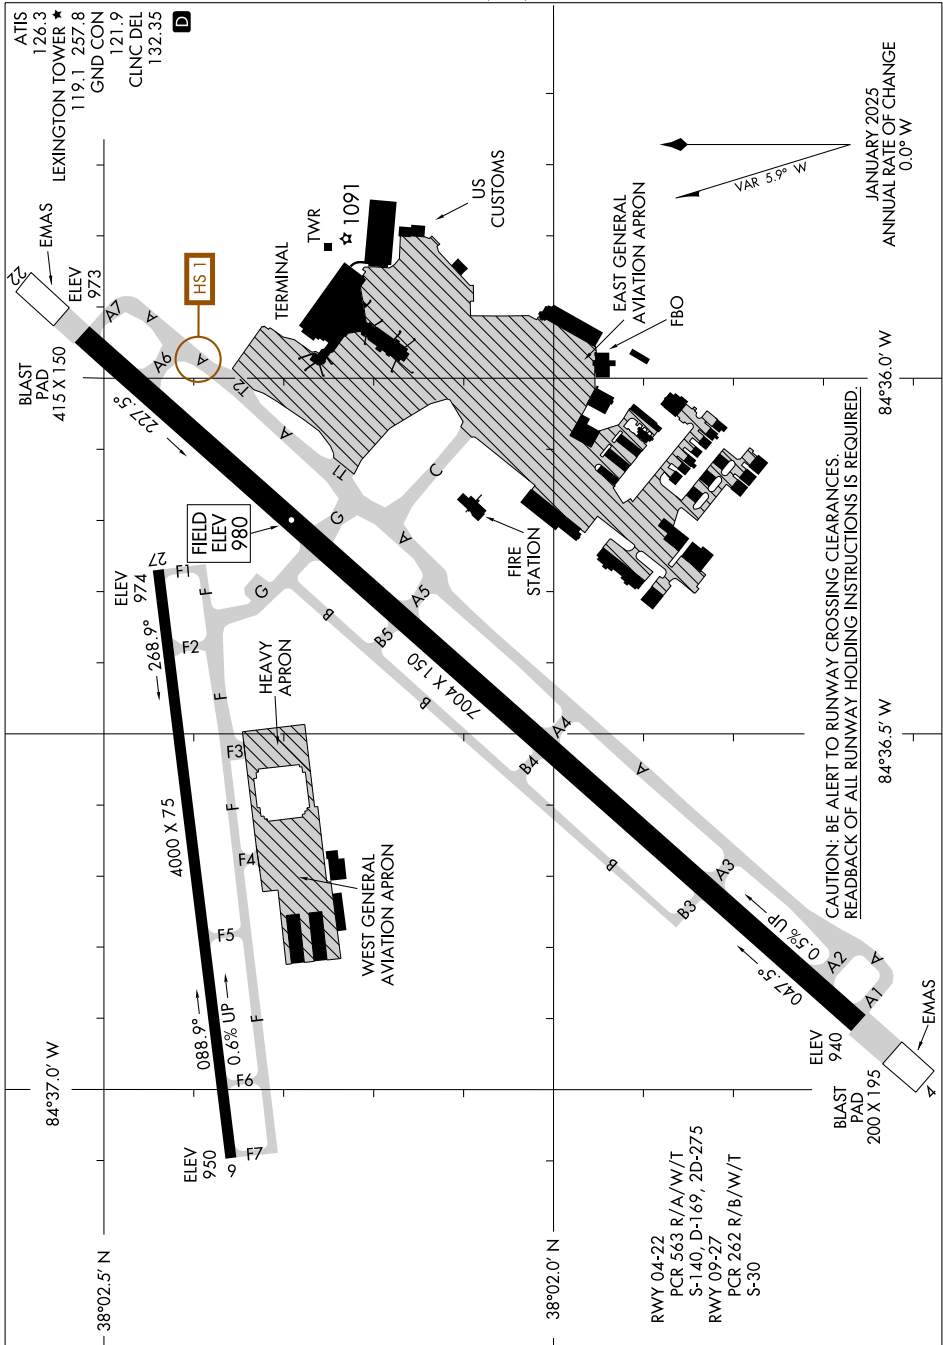 ATIS
126.3
LEXINGTON TOWER ★
119.1 257.8
GND CON
121.9
CLNC DEL
132.35
D
JANUARY 2025
ANNUAL RATE OF CHANGE
0.0° W
VAR 5.9° W
22
EMAS
ELEV
973
BLAST
PAD
415 X 150
227.5°
A7
A
A6
HS 1
A
T2
A
T1
TERMINAL
TWR
1091
US
CUSTOMS
EAST GENERAL
AVIATION APRON
FBO
84°36.0' W
FIELD
ELEV
980
G
C
A
FIRE
STATION
27
ELEV
974
F1
F
G
268.9°
F2
F
B
B5
A5
HEAVY
APRON
7004 X 150
B
F3
F
A4
B4
A
84°36.5' W
4000 X 75
F4
F5
WEST GENERAL
AVIATION APRON
B
A3
B3
CAUTION: BE ALERT TO RUNWAY CROSSING CLEARANCES.
READBACK OF ALL RUNWAY HOLDING INSTRUCTIONS IS REQUIRED.
088.9°
0.6% UP
F
F6
F7
9
ELEV
950
0.5% UP
047.5°
A2
A
A1
ELEV
940
EMAS
4
BLAST
PAD
200 X 195
84°37.0' W
38°02.5' N
38°02.0' N
RWY 04-22
PCR 563 R/A/W/T
S-140, D-169, 2D-275
RWY 09-27
PCR 262 R/B/W/T
S-30